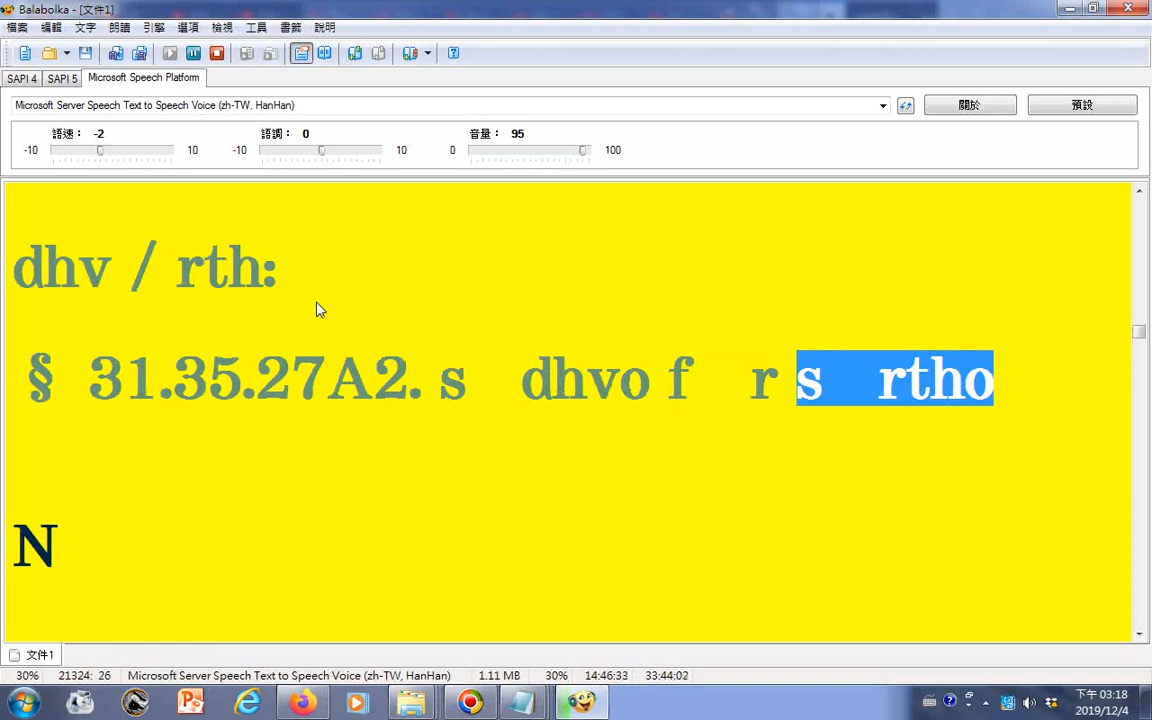 Balabolka - [文件1]
檔案 編輯 文字 朗讀 引擎 選項 檢視 工具 書籤 說明
SAPI 4 SAPI 5 Microsoft Speech Platform
Microsoft Server Speech Text to Speech Voice (zh-TW, HanHan) 關於 預設
語速： -2 語調： 0 音量： 95
-10 10 -10 10 0 100
dhv / rth:
§ 31.35.27A2. s dhvo f r s rtho
N
文件1
30% 21324: 26 Microsoft Server Speech Text to Speech Voice (zh-TW, HanHan) 1.11 MB 30% 14:46:33 33:44:02
下午 03:18
2019/12/4